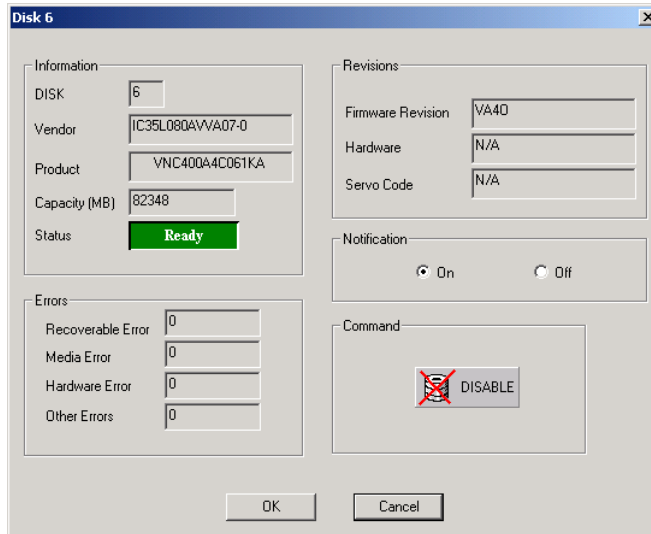 Disk 6
Information
DISK 6
Vendor IC35L080AVVA07-0
Product VNC400A4C061KA
Capacity (MB) 82348
Status Ready
Errors
Recoverable Error 0
Media Error 0
Hardware Error 0
Other Errors 0
Revisions
Firmware Revision VA4O
Hardware N/A
Servo Code N/A
Notification
On Off
Command
DISABLE
OK Cancel